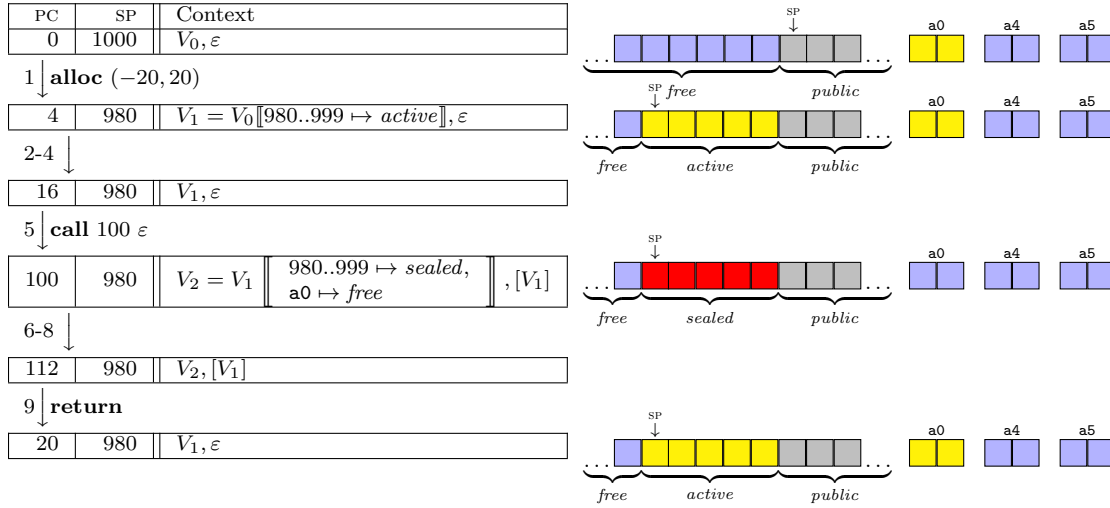 PC SP Context
0 1000 V₀, ε
1 alloc (−20, 20)
4 980 V₁ = V₀⟦980..999 ↦ active⟧, ε
2-4
16 980 V₁, ε
5 call 100 ε
100 980 V₂ = V₁ ⟦ 980..999 ↦ sealed, a0 ↦ free ⟧ , [V₁]
6-8
112 980 V₂, [V₁]
9 return
20 980 V₁, ε
SP a0 a4 a5
... ...
free public
SP a0 a4 a5
... ...
free active public
SP a0 a4 a5
... ...
free sealed public
SP a0 a4 a5
... ...
free active public